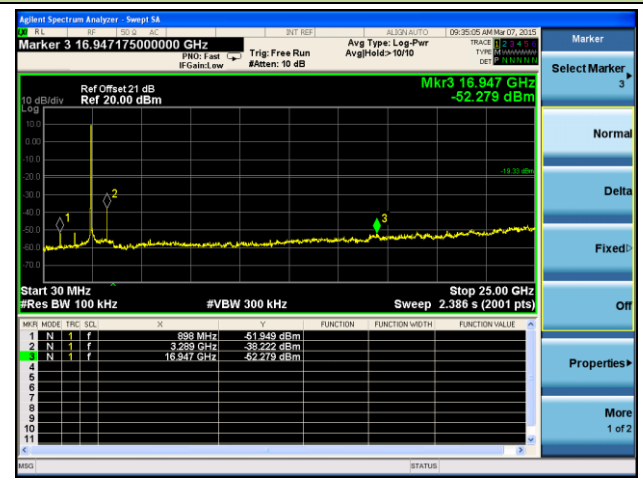 Agilent Spectrum Analyzer - Swept SA
RL RF 50 Ω AC INT REF ALIGN AUTO 09:35:05 AM Mar 07, 2015
Marker 3 16.947175000000 GHz
PNO: Fast
IFGain:Low
Trig: Free Run
#Atten: 10 dB
Avg Type: Log-Pwr
Avg|Hold:>10/10
TRACE 1 2 3 4 5 6
TYPE
DET P N N N N N
Ref Offset 21 dB
10 dB/div Ref 20.00 dBm
Log
Mkr3 16.947 GHz
-52.279 dBm
10.0
0.00
-10.0
-20.0
-30.0
-40.0
-50.0
-60.0
-70.0
-19.33 dBm
1
2
3
Start 30 MHz
Stop 25.00 GHz
#Res BW 100 kHz #VBW 300 kHz Sweep 2.386 s (2001 pts)
MKR MODE TRC SCL X Y FUNCTION FUNCTION WIDTH FUNCTION VALUE
1 N 1 f 898 MHz -51.949 dBm
2 N 1 f 3.289 GHz -38.222 dBm
3 N 1 f 16.947 GHz -52.279 dBm
4
5
6
7
8
9
10
11
MSG STATUS
Marker
Select Marker
3
Normal
Delta
Fixed
Off
Properties
More
1 of 2